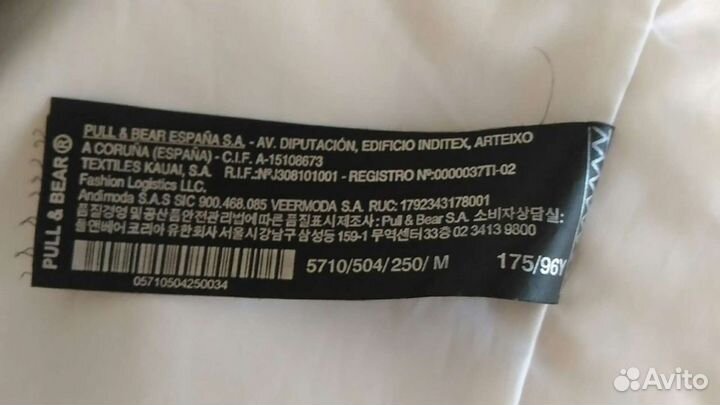 PULL & BEAR®
PULL & BEAR ESPAÑA S.A. - AV. DIPUTACIÓN, EDIFICIO INDITEX, ARTEIXO
A CORUÑA (ESPAÑA) - C.I.F. A-15108673
TEXTILES KAUAI, S.A. R.I.F.:NºJ308101001 - REGISTRO Nº:0000037TI-02
Fashion Logistics LLC.
Andimoda S.A.S SIC 900.468.085 VEERMODA S.A. RUC: 1792343178001
품질경영 및 공산품안전관리법에 따른 품질표시 제조사: Pull & Bear S.A. 소비자상담실:
풀앤베어 코리아 유한회사 서울시 강남구 삼성동 159-1 무역센터 33층 02 3413 9800
5710/504/250/ M 175/96Y
05710504250034
Avito